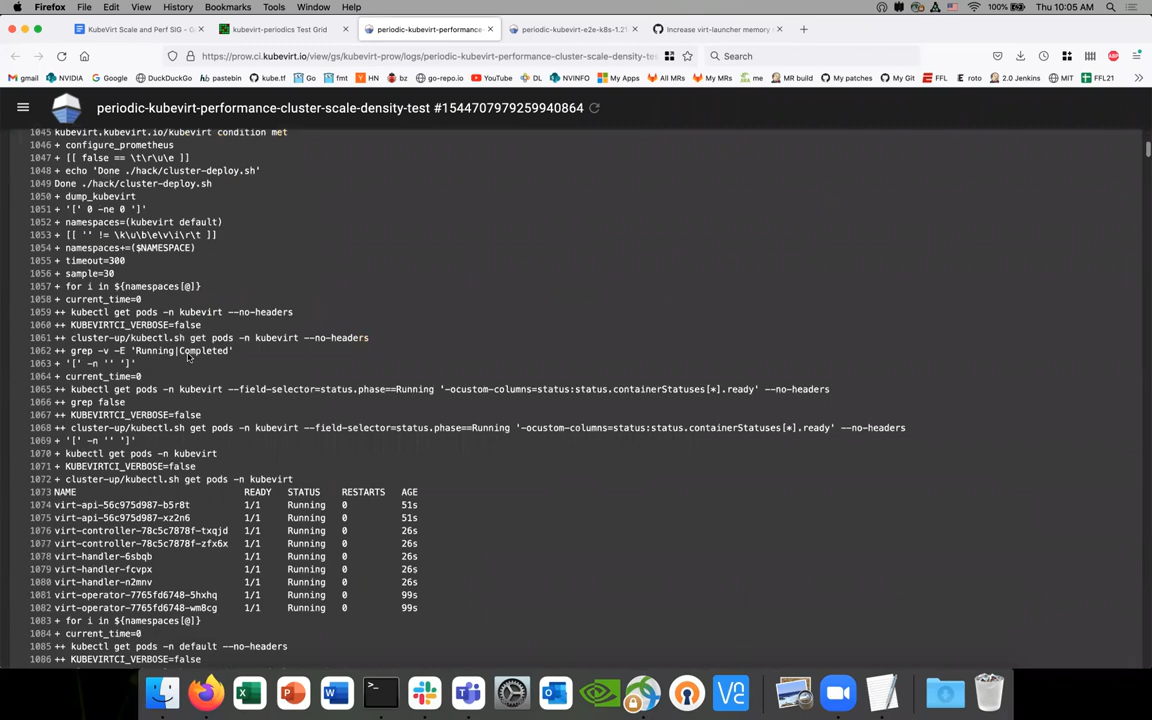 Firefox File Edit View History Bookmarks Tools Window Help 100% Thu 10:05 AM
KubeVirt Scale and Perf SIG - G
kubevirt-periodics Test Grid
periodic-kubevirt-performance-
periodic-kubevirt-e2e-k8s-1.21
Increase virt-launcher memory
https://prow.ci.kubevirt.io/view/gs/kubevirt-prow/logs/periodic-kubevirt-performance-cluster-scale-density-tes
Search
gmail NVIDIA Google DuckDuckGo pastebin kube.tf Go fmt HN bz go-repo.io YouTube DL NVINFO My Apps All MRs My MRs me MR build My patches My Git FFL roto 2.0 Jenkins MIT FFL21
periodic-kubevirt-performance-cluster-scale-density-test #1544707979259940864
1045 kubevirt.kubevirt.io/kubevirt condition met
1046 + configure_prometheus
1047 + [[ false == \t\r\u\e ]]
1048 + echo 'Done ./hack/cluster-deploy.sh'
1049 Done ./hack/cluster-deploy.sh
1050 + dump_kubevirt
1051 + '[' 0 -ne 0 ']'
1052 + namespaces=(kubevirt default)
1053 + [[ '' != \k\u\b\e\v\i\r\t ]]
1054 + namespaces+=($NAMESPACE)
1055 + timeout=300
1056 + sample=30
1057 + for i in ${namespaces[@]}
1058 + current_time=0
1059 ++ kubectl get pods -n kubevirt --no-headers
1060 ++ KUBEVIRTCI_VERBOSE=false
1061 ++ cluster-up/kubectl.sh get pods -n kubevirt --no-headers
1062 ++ grep -v -E 'Running|Completed'
1063 + '[' -n '' ']'
1064 + current_time=0
1065 ++ kubectl get pods -n kubevirt --field-selector=status.phase==Running '-ocustom-columns=status:status.containerStatuses[*].ready' --no-headers
1066 ++ grep false
1067 ++ KUBEVIRTCI_VERBOSE=false
1068 ++ cluster-up/kubectl.sh get pods -n kubevirt --field-selector=status.phase==Running '-ocustom-columns=status:status.containerStatuses[*].ready' --no-headers
1069 + '[' -n '' ']'
1070 + kubectl get pods -n kubevirt
1071 + KUBEVIRTCI_VERBOSE=false
1072 + cluster-up/kubectl.sh get pods -n kubevirt
1073 NAME READY STATUS RESTARTS AGE
1074 virt-api-56c975d987-b5r8t 1/1 Running 0 51s
1075 virt-api-56c975d987-xz2n6 1/1 Running 0 51s
1076 virt-controller-78c5c7878f-txqjd 1/1 Running 0 26s
1077 virt-controller-78c5c7878f-zfx6x 1/1 Running 0 26s
1078 virt-handler-6sbqb 1/1 Running 0 26s
1079 virt-handler-fcvpx 1/1 Running 0 26s
1080 virt-handler-n2mnv 1/1 Running 0 26s
1081 virt-operator-7765fd6748-5hxhq 1/1 Running 0 99s
1082 virt-operator-7765fd6748-wm8cg 1/1 Running 0 99s
1083 + for i in ${namespaces[@]}
1084 + current_time=0
1085 ++ kubectl get pods -n default --no-headers
1086 ++ KUBEVIRTCI_VERBOSE=false